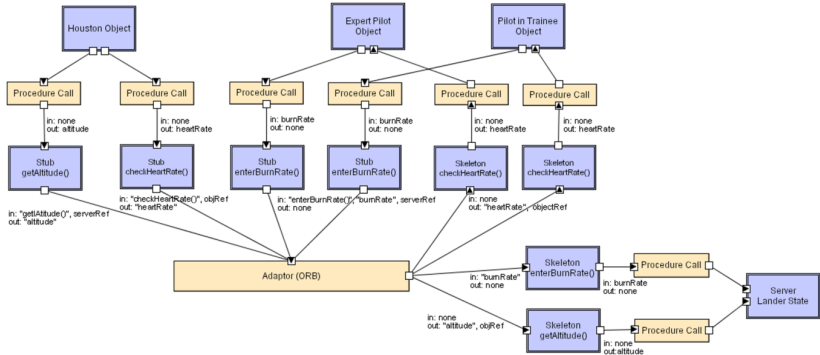 Houston Object
Expert Pilot
Object
Pilot in Trainee
Object
Procedure Call
Procedure Call
Procedure Call
Procedure Call
Procedure Call
Procedure Call
in: none
out: altitude
in: none
out: heartRate
in: burnRate
out: none
in: burnRate
out: none
in: none
out: heartRate
in: none
out: heartRate
Stub
getAltitude()
Stub
checkHeartRate()
Stub
enterBurnRate()
Stub
enterBurnRate()
Skeleton
checkHeartRate()
Skeleton
checkHeartRate()
in: "getlAtitude()", serverRef
out: "altitude"
in: "checkHeartRate()", objRef
out: "heartRate"
in: "enterBurnRate()", "burnRate", serverRef
out: none
in: none
out: "heartRate", objectRef
Adaptor (ORB)
in: "burnRate"
out: none
Skeleton
enterBurnRate()
in: burnRate
out: none
Procedure Call
Server
Lander State
in: none
out: "altitude", objRef
Skeleton
getAltitude()
in: none
out:altitude
Procedure Call